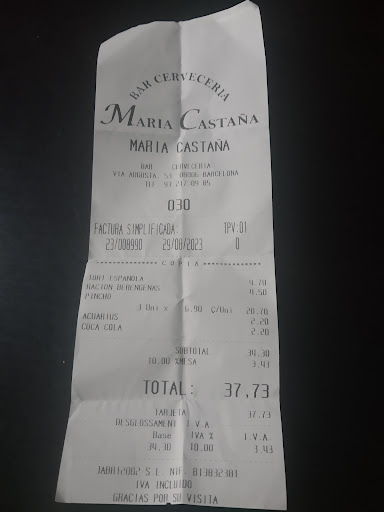 BAR CERVECERIA
MARIA CASTAÑA
MARIA CASTAÑA
BAR CERVECERIA
VIA AUGUSTA, 53 08006 BARCELONA
TLF. 93 217 09 05
030
FACTURA SIMPLIFICADA: TPV:01
23/008990 29/08/2023 0
COPIA
TORT ESPAÑOLA 4.70
RACION BERENGENAS 4.50
PINCHO
3 Uni x 6.90 €/Uni 20.70
AQUARIUS 2.20
COCA COLA 2.20
SUBTOTAL 34.30
10.00 %MESA 3.43
TOTAL: 37.73
TARJETA 37.73
DESGLOSSAMENT I.V.A
Base IVA % I.V.A.
34.30 10.00 3.43
S L NIF.
IVA INCLUIDO
GRACIAS POR SU VISITA